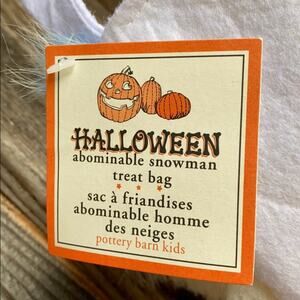 HALLOWEEN
abominable snowman
treat bag
sac à friandises
abominable homme
des neiges
pottery barn kids